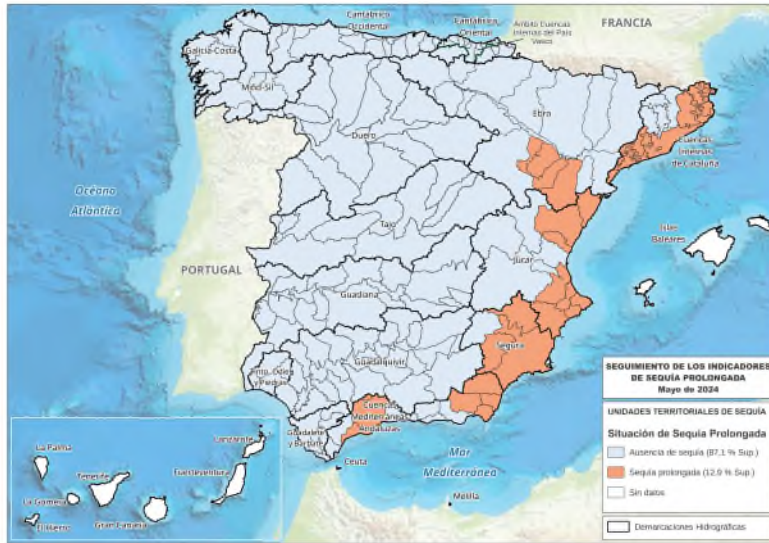 Cantábrico
Occidental
Cantábrico
Oriental
Ámbito Cuencas
Internas del País
Vasco
FRANCIA
Galicia-Costa
Miño-Sil
Ebro
Duero
Cuencas
Internas
de Cataluña
Océano
Atlántico
Tajo
Islas
Baleares
PORTUGAL
Júcar
Guadiana
Segura
Guadalquivir
Tinto, Odiel
y Piedras
Cuencas
Mediterráneas
Andaluzas
Guadalete
y Barbate
Ceuta
Mar
Mediterráneo
Melilla
La Palma
Lanzarote
Tenerife
Fuerteventura
La Gomera
El Hierro
Gran Canaria
SEGUIMIENTO DE LOS INDICADORES
DE SEQUÍA PROLONGADA
Mayo de 2024
UNIDADES TERRITORIALES DE SEQUÍA
Situación de Sequía Prolongada
Ausencia de sequía (87,1 % Sup.)
Sequía prolongada (12,9 % Sup.)
Sin datos
Demarcaciones Hidrográficas